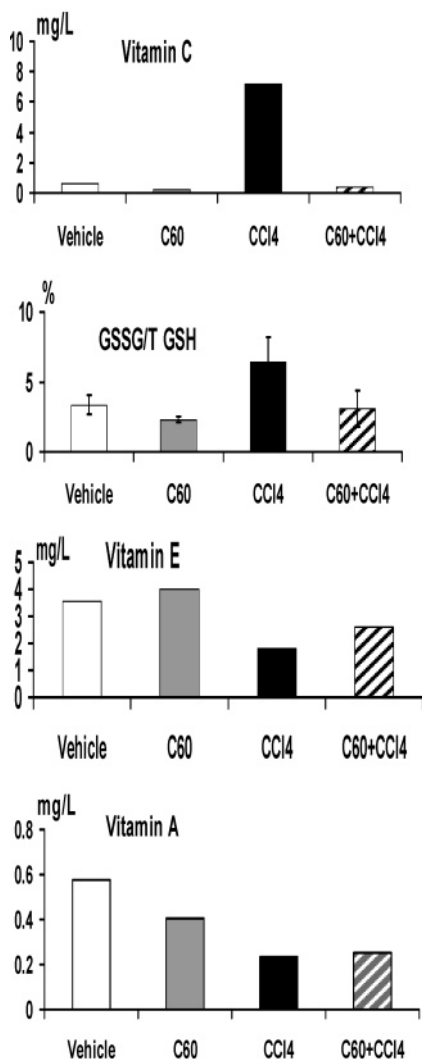 mg/L
Vitamin C
10
8
6
4
2
0
Vehicle C60 CCl4 C60+CCl4
%
10
GSSG/T GSH
5
0
Vehicle C60 CCl4 C60+CCl4
mg/L
Vitamin E
5
4
3
2
1
0
Vehicle C60 CCl4 C60+CCl4
mg/L
Vitamin A
0.8
0.6
0.4
0.2
0
Vehicle C60 CCl4 C60+CCl4